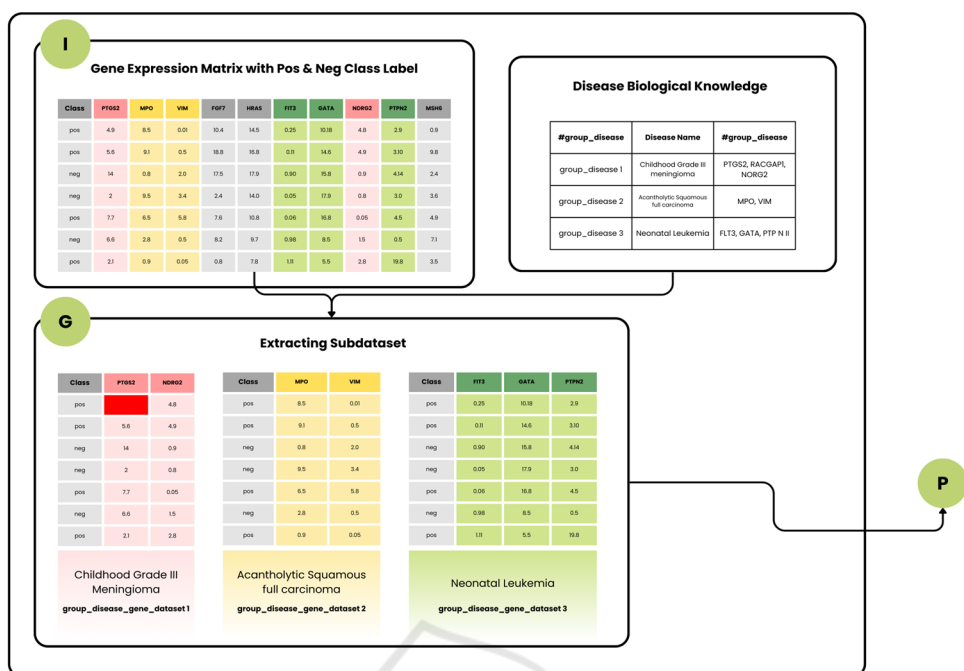 I
Gene Expression Matrix with Pos & Neg Class Label
Class PTGS2 MPO VIM FGF7 HRAS FIT3 GATA NDRG2 PTPN2 MSH6
pos 4.9 8.5 0.01 10.4 14.5 0.25 10.18 4.8 2.9 0.9
pos 5.6 9.1 0.5 18.8 16.8 0.11 14.6 4.9 3.10 9.8
neg 14 0.8 2.0 17.5 17.9 0.90 15.8 0.9 4.14 2.4
neg 2 9.5 3.4 2.4 14.0 0.05 17.9 0.8 3.0 3.6
pos 7.7 6.5 5.8 7.6 10.8 0.06 16.8 0.05 4.5 4.9
neg 6.6 2.8 0.5 8.2 9.7 0.98 8.5 1.5 0.5 7.1
pos 2.1 0.9 0.05 0.8 7.8 1.11 5.5 2.8 19.8 3.5
Disease Biological Knowledge
#group_disease Disease Name #group_disease
group_disease 1 Childhood Grade III meningioma PTGS2, RACGAP1, NORG2
group_disease 2 Acantholytic Squamous full carcinoma MPO, VIM
group_disease 3 Neonatal Leukemia FLT3, GATA, PTP N II
G
Extracting Subdataset
Class PTGS2 NDRG2
pos 4.8
pos 5.6 4.9
neg 14 0.9
neg 2 0.8
pos 7.7 0.05
neg 6.6 1.5
pos 2.1 2.8
Childhood Grade III
Meningioma
group_disease_gene_dataset 1
Class MPO VIM
pos 8.5 0.01
pos 9.1 0.5
neg 0.8 2.0
neg 9.5 3.4
pos 6.5 5.8
neg 2.8 0.5
pos 0.9 0.05
Acantholytic Squamous
full carcinoma
group_disease_gene_dataset 2
Class FIT3 GATA PTPN2
pos 0.25 10.18 2.9
pos 0.11 14.6 3.10
neg 0.90 15.8 4.14
neg 0.05 17.9 3.0
pos 0.06 16.8 4.5
neg 0.98 8.5 0.5
pos 1.11 5.5 19.8
Neonatal Leukemia
group_disease_gene_dataset 3
P